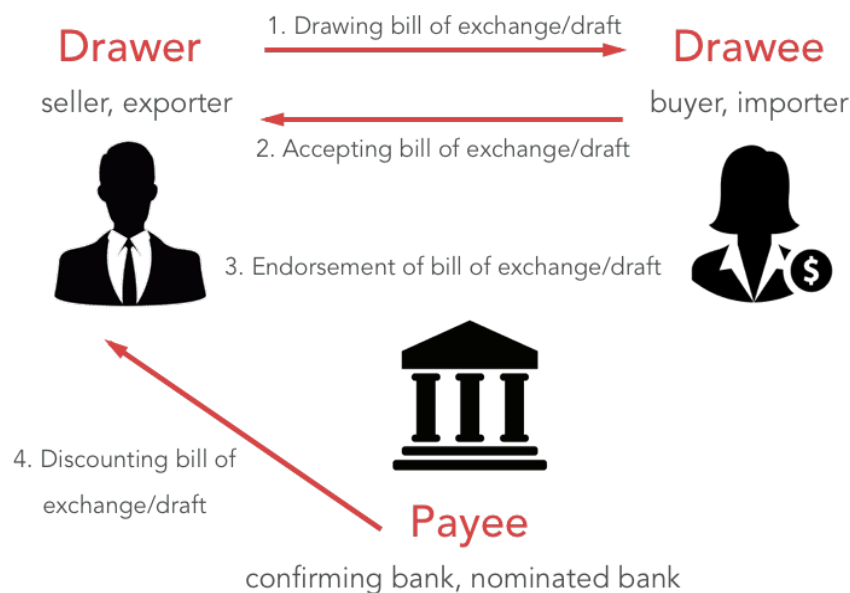 Drawer
1. Drawing bill of exchange/draft
Drawee
seller, exporter
buyer, importer
2. Accepting bill of exchange/draft
3. Endorsement of bill of exchange/draft
$
4. Discounting bill of
exchange/draft
Payee
confirming bank, nominated bank